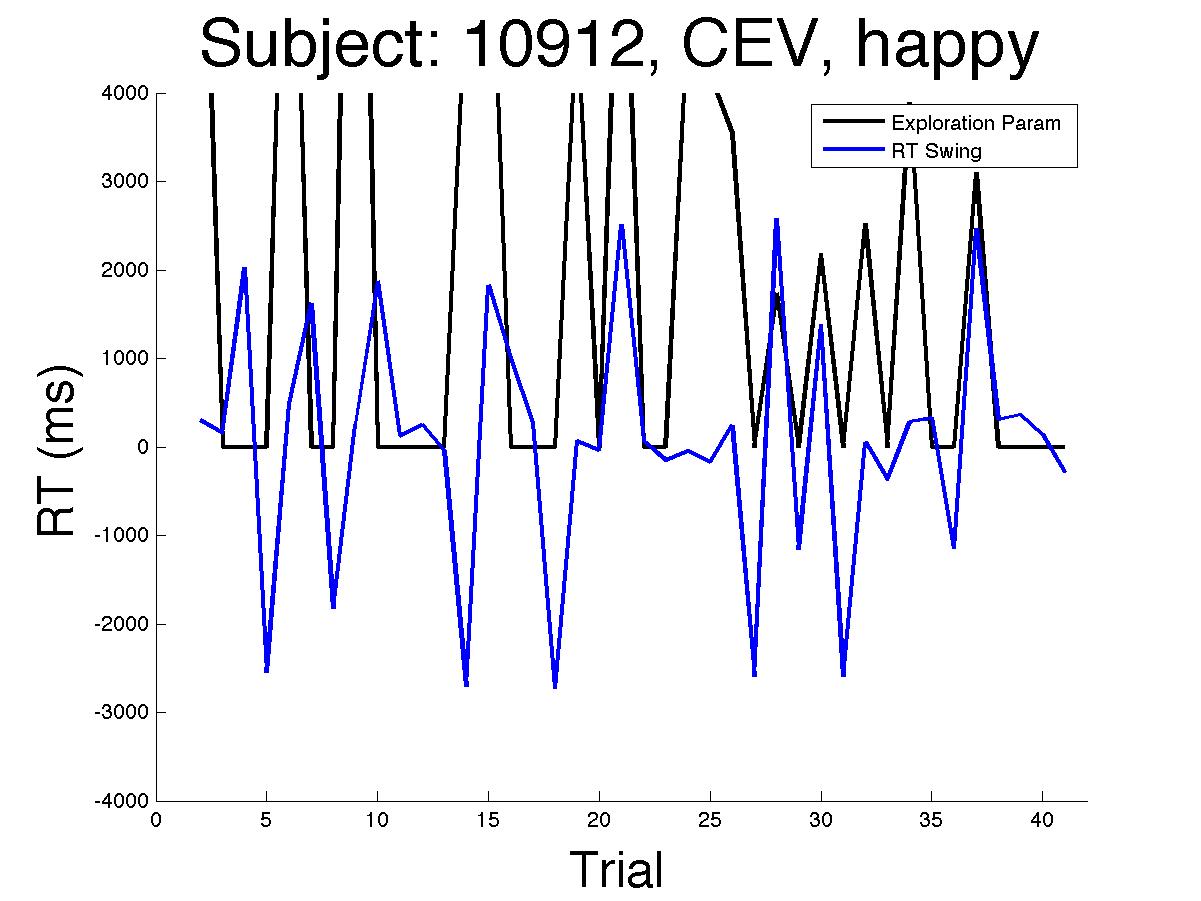 Subject: 10912, CEV, happy
4000
3000
2000
1000
0
-1000
-2000
-3000
-4000
RT (ms)
Exploration Param
RT Swing
0 5 10 15 20 25 30 35 40
Trial